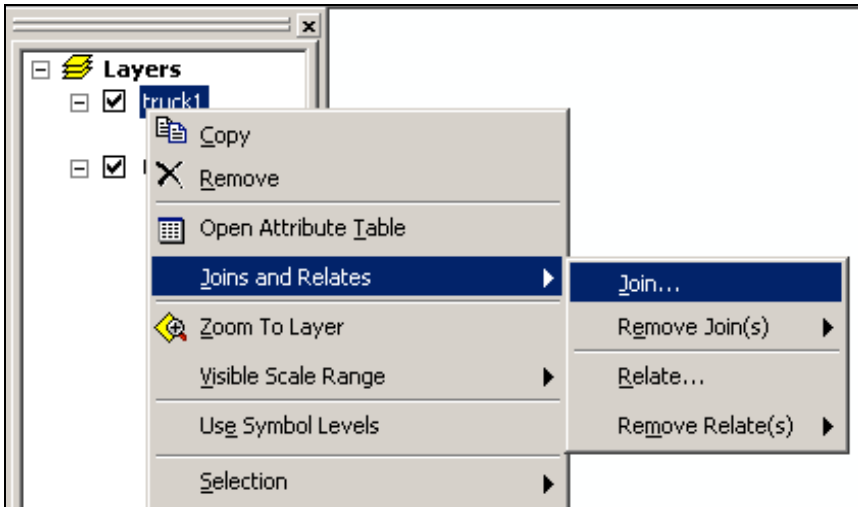 Layers
truck1
Copy
Remove
Open Attribute Table
Joins and Relates
Join...
Zoom To Layer
Remove Join(s)
Visible Scale Range
Relate...
Use Symbol Levels
Remove Relate(s)
Selection